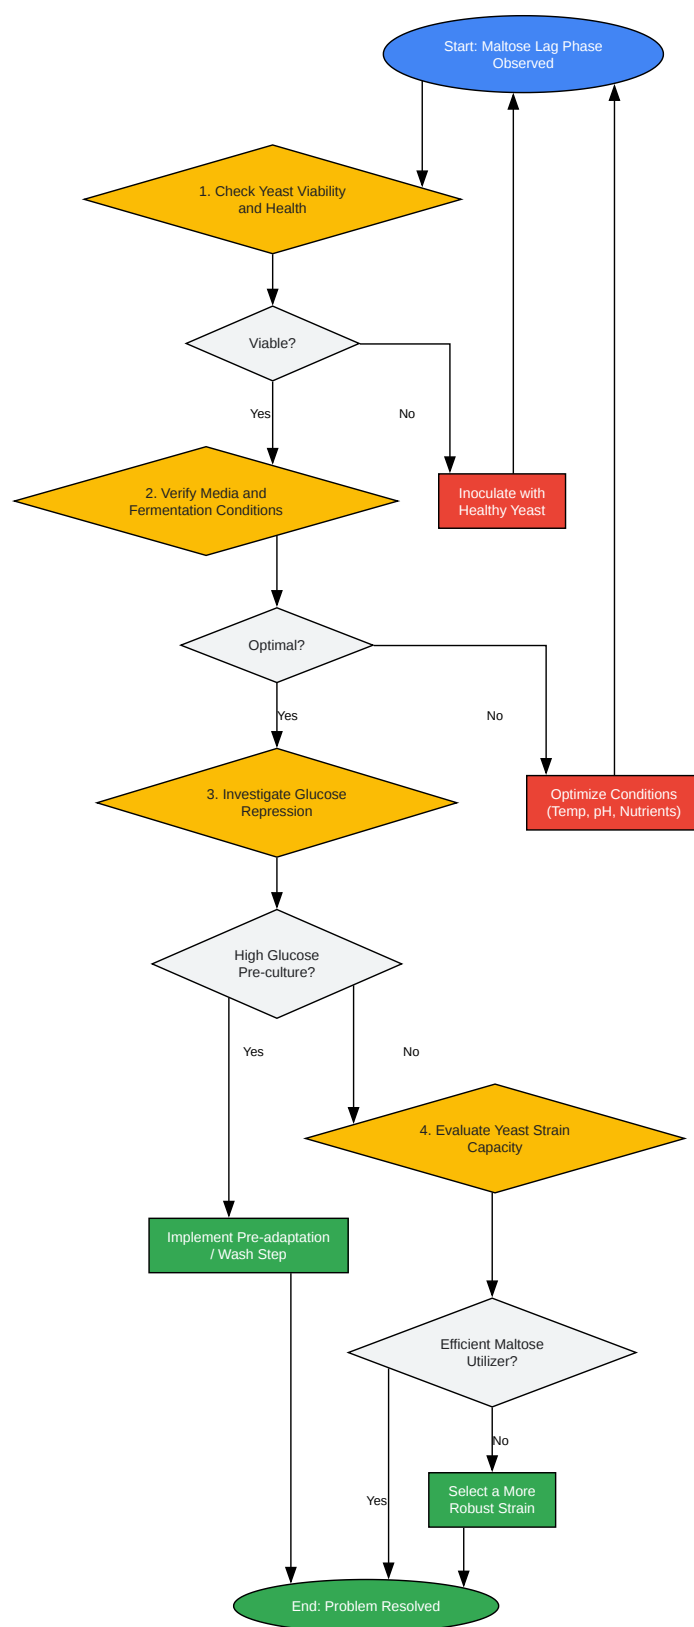 Start: Maltose Lag Phase
Observed
1. Check Yeast Viability
and Health
Viable?
Yes
No
2. Verify Media and
Fermentation Conditions
Inoculate with
Healthy Yeast
Optimal?
Yes
No
3. Investigate Glucose
Repression
Optimize Conditions
(Temp, pH, Nutrients)
High Glucose
Pre-culture?
Yes
No
4. Evaluate Yeast Strain
Capacity
Implement Pre-adaptation
/ Wash Step
Efficient Maltose
Utilizer?
No
Yes
Select a More
Robust Strain
End: Problem Resolved